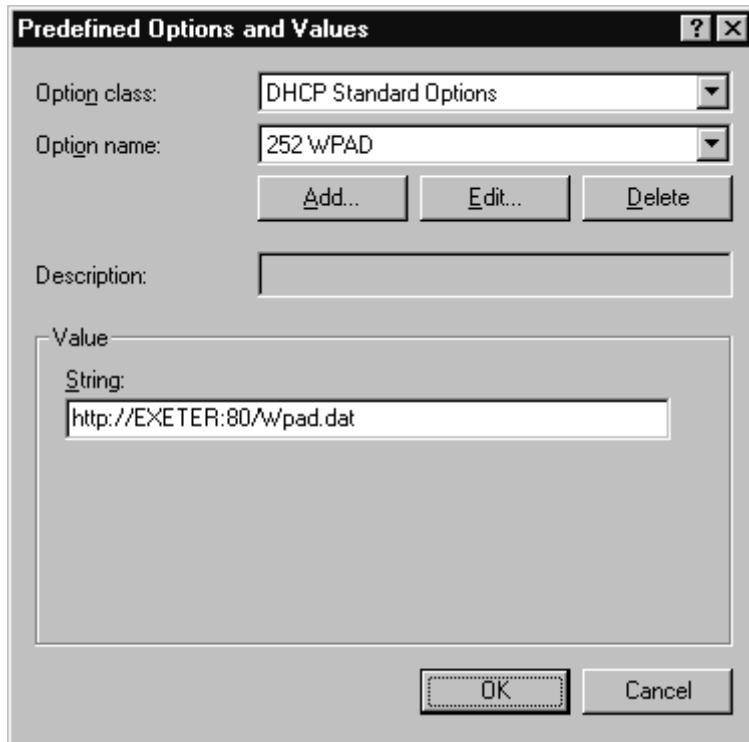 Predefined Options and Values
Option class: DHCP Standard Options
Option name: 252 WPAD
Add... Edit... Delete
Description:
Value
String:
http://EXETER:80/Wpad.dat
OK Cancel